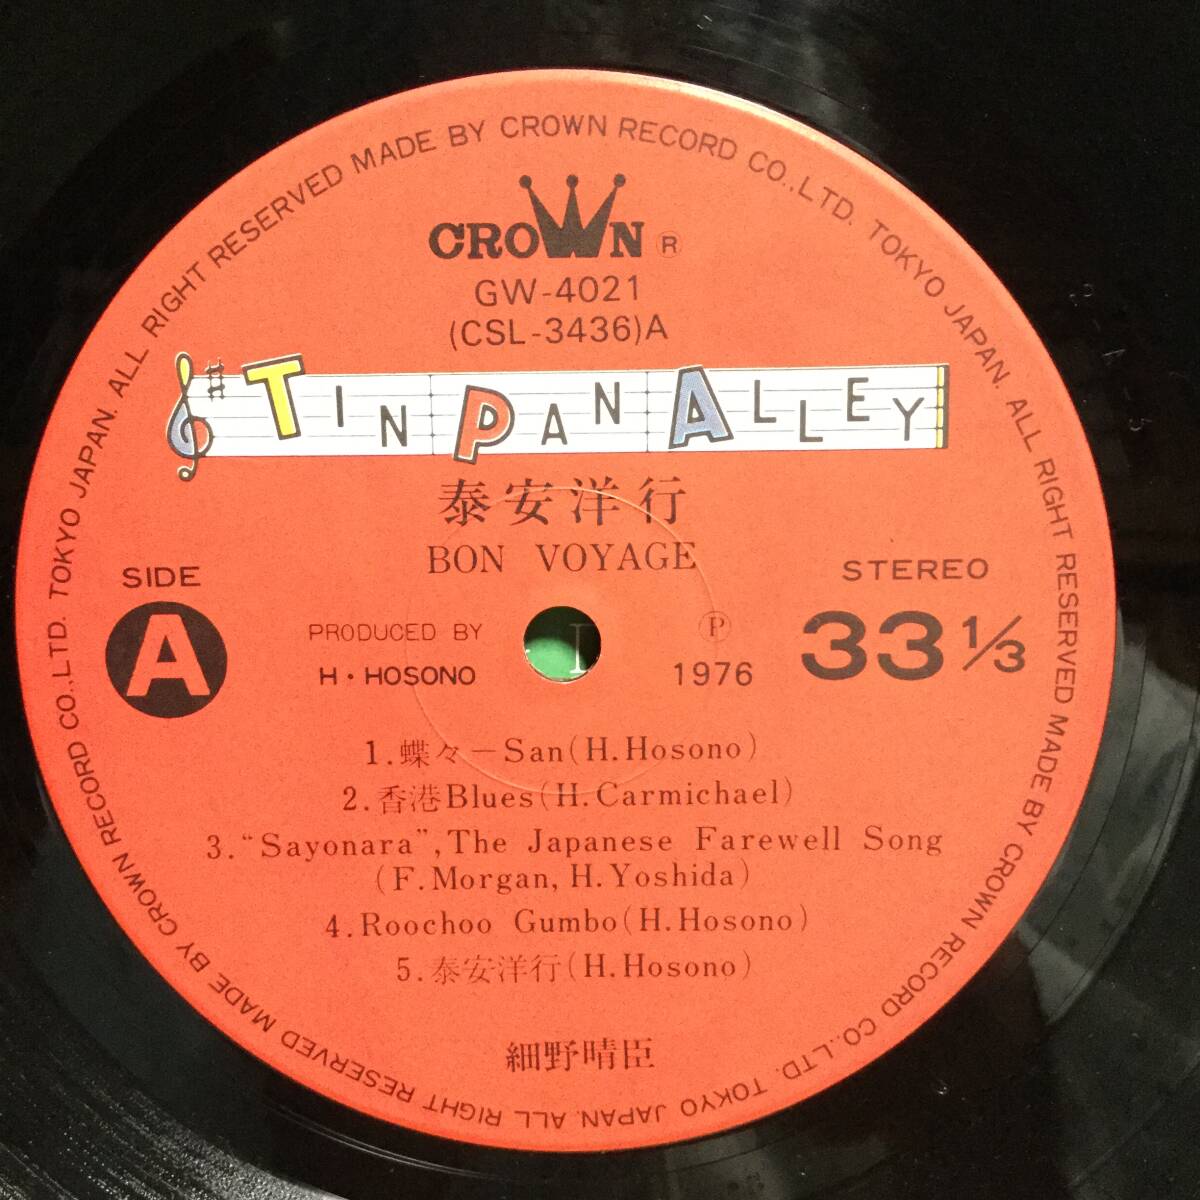 MADE BY CROWN RECORD CO.,LTD. TOKYO JAPAN. ALL RIGHT RESERVED MADE BY CROWN RECORD CO.,LTD. TOKYO JAPAN. ALL RIGHT RESERVED MADE BY CROWN RECORD CO.,LTD. TOKYO JAPAN. ALL RIGHT RESERVED
CROWN ®
GW-4021
(CSL-3436)A
TIN PAN ALLEY
泰安洋行
BON VOYAGE
SIDE
A
STEREO
33 1/3
PRODUCED BY
H・HOSONO
Ⓟ
1976
1.蝶々－San(H.Hosono)
2.香港Blues(H.Carmichael)
3.“Sayonara”,The Japanese Farewell Song
(F.Morgan,H.Yoshida)
4.Roochoo Gumbo(H.Hosono)
5.泰安洋行(H.Hosono)
細野晴臣